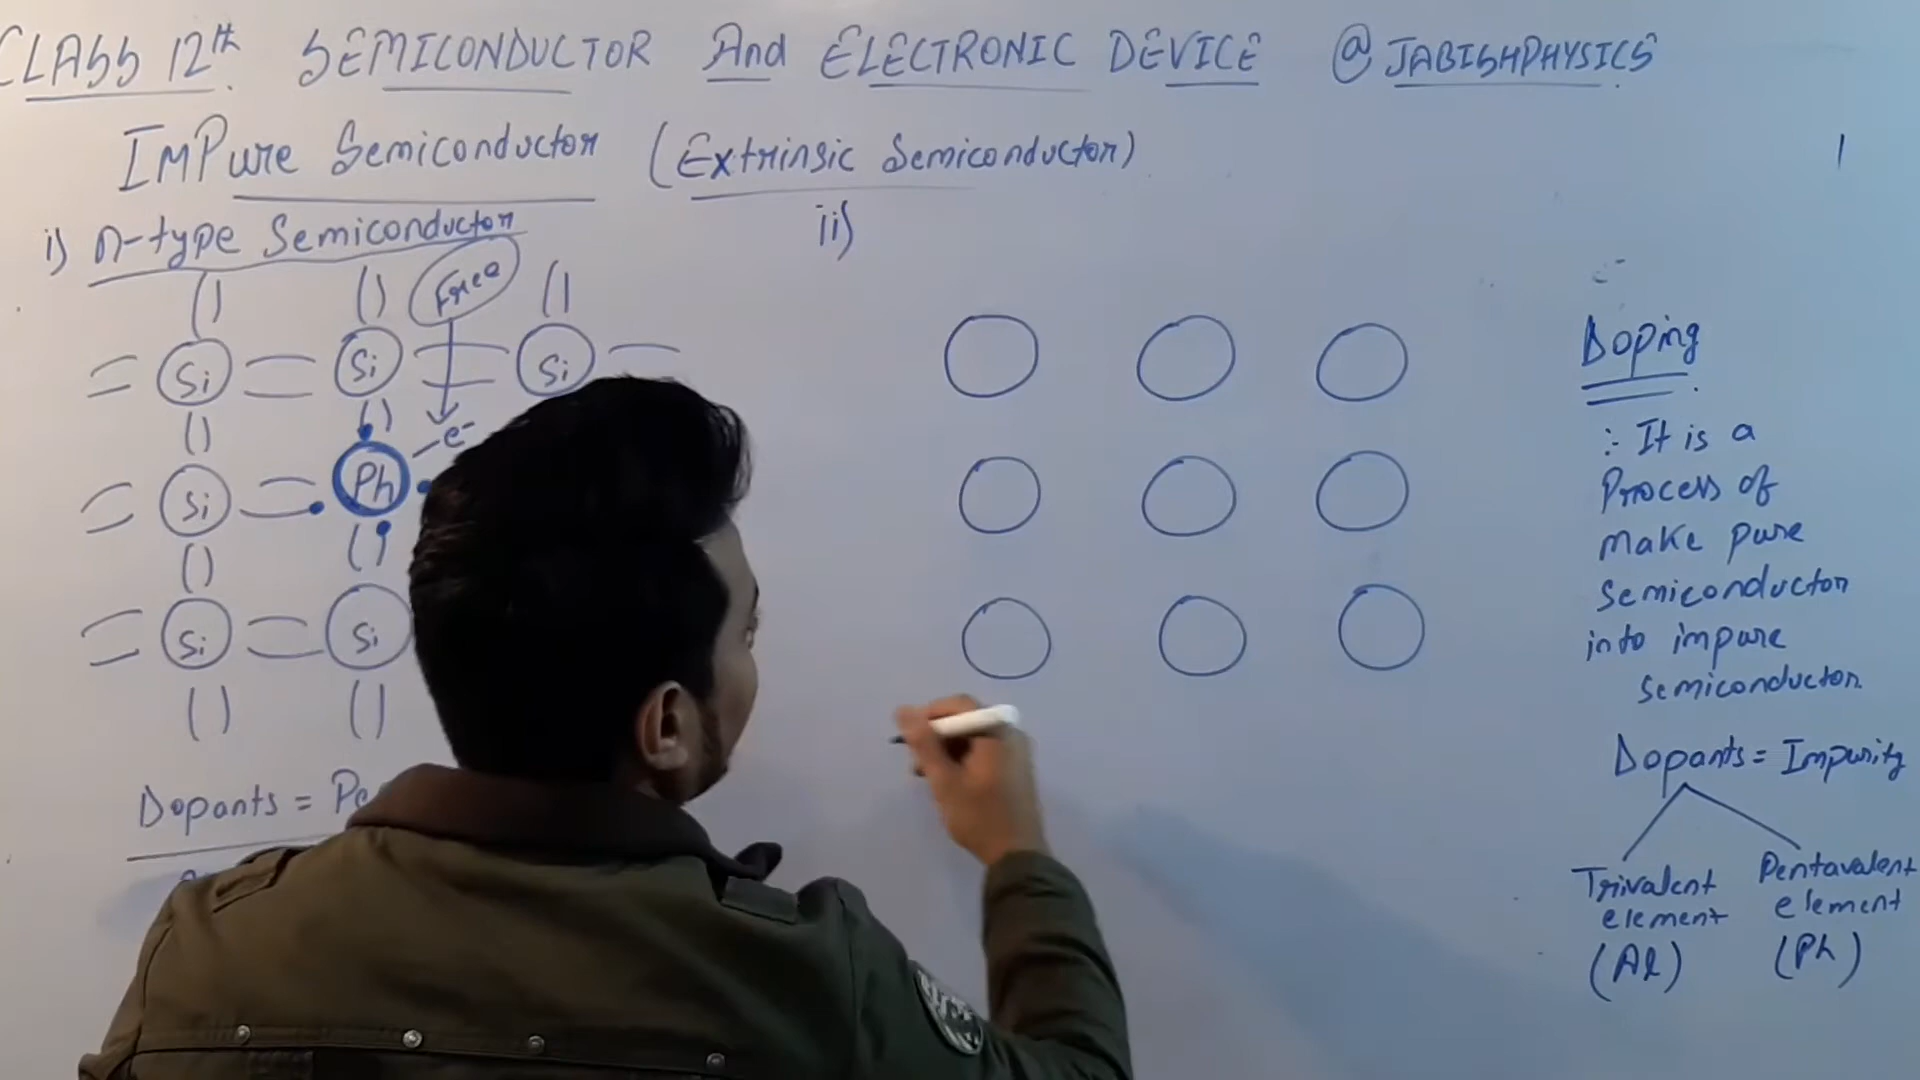 CLASS 12th SEMICONDUCTOR And ELECTRONIC DEVICE @JABISHPHYSICS
ImPure Semiconductor (Extrinsic Semiconductor)
i) n-type Semiconductor
ii)
Free
Si Si Si
e-
Si Ph
Si Si
Dopants =
e-
Doping
∴ It is a
Process of
make pure
semiconductor
into impure
semiconductor.
Dopants = Impurity
Trivalent
element
(Al)
Pentavalent
element
(Ph)